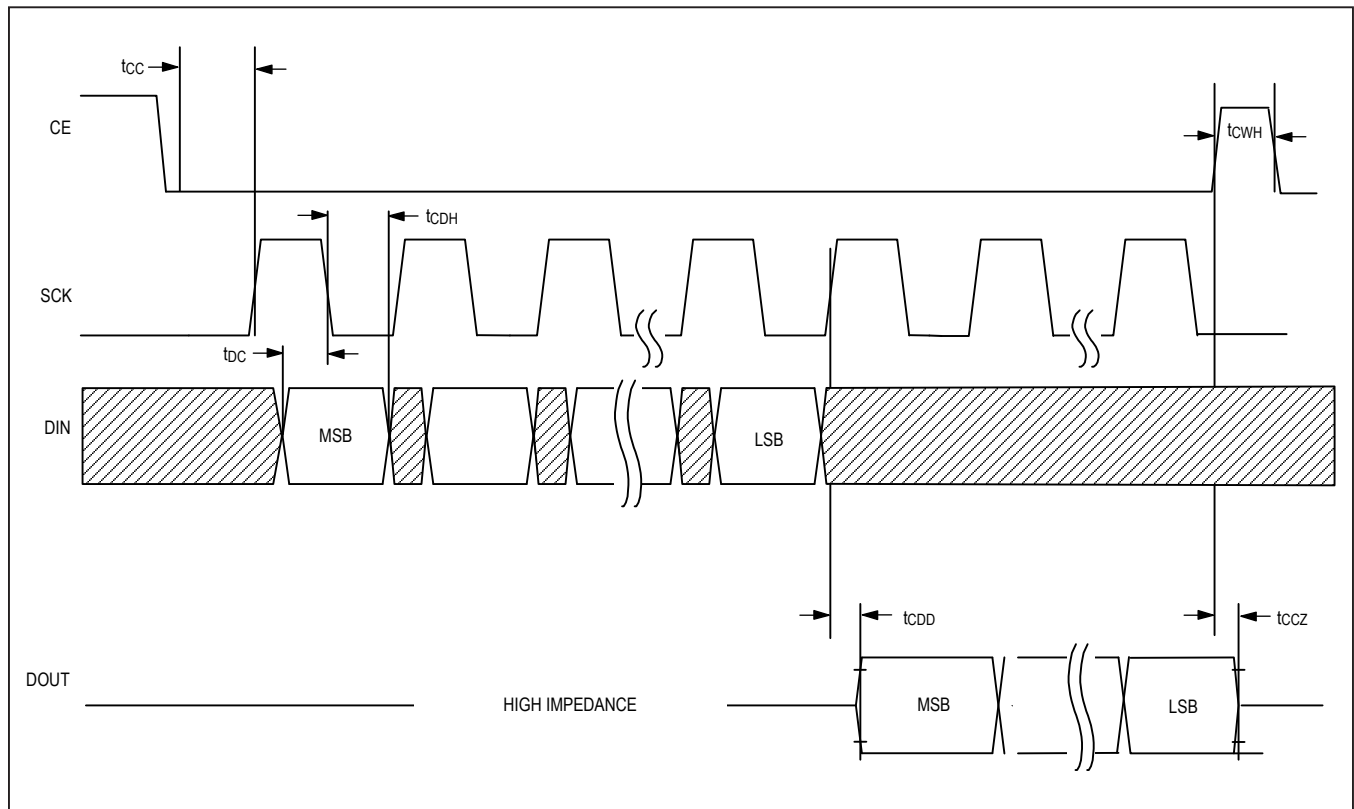 tCC
CE
tCWH
tCDH
SCK
tDC
DIN
MSB
LSB
tCDD
tCCZ
DOUT
HIGH IMPEDANCE
MSB
LSB